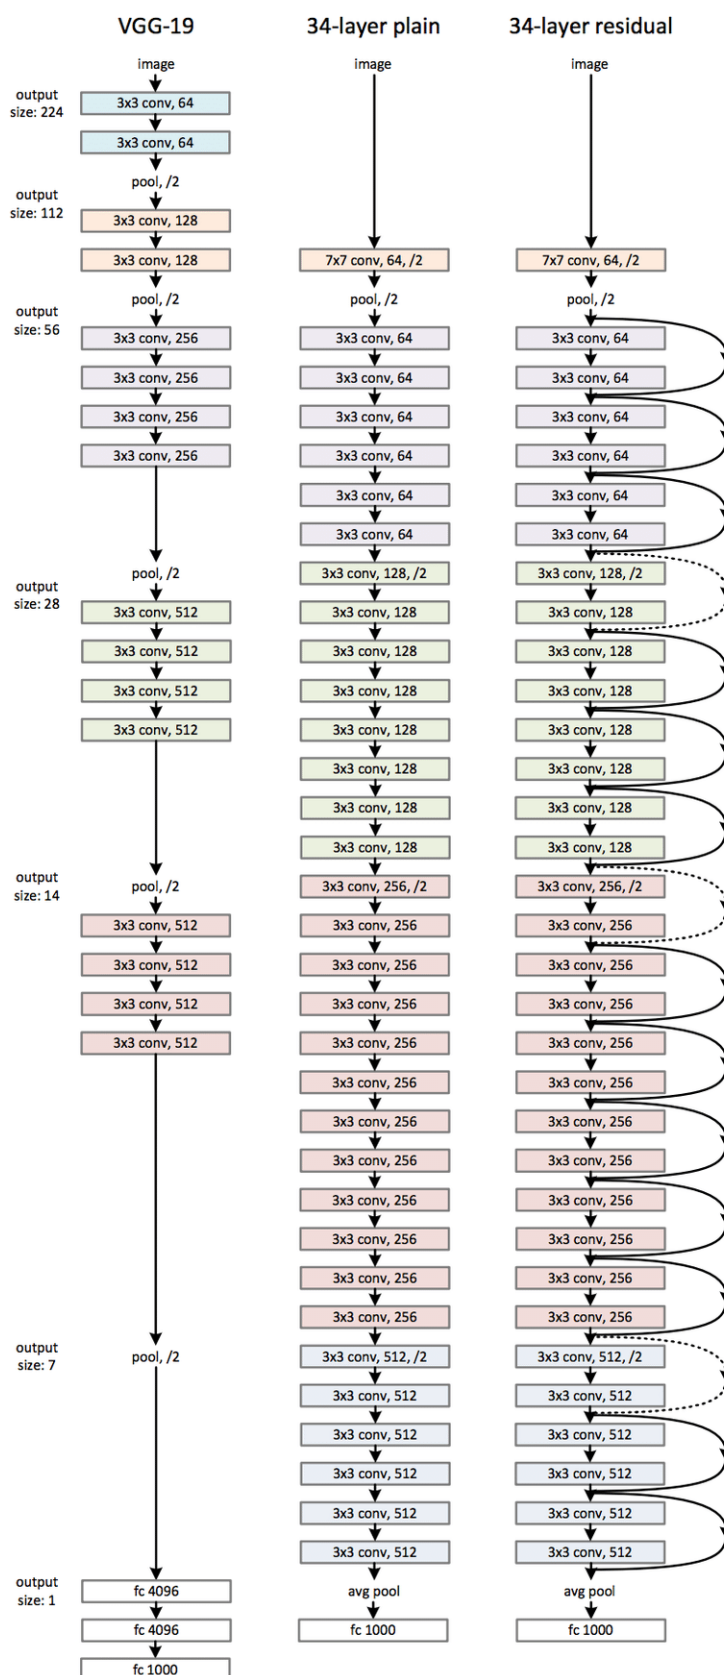 output
size: 224
output
size: 112
output
size: 56
output
size: 28
output
size: 14
output
size: 7
output
size: 1
VGG-19
image
3x3 conv, 64
3x3 conv, 64
pool, /2
3x3 conv, 128
3x3 conv, 128
pool, /2
3x3 conv, 256
3x3 conv, 256
3x3 conv, 256
3x3 conv, 256
pool, /2
3x3 conv, 512
3x3 conv, 512
3x3 conv, 512
3x3 conv, 512
pool, /2
3x3 conv, 512
3x3 conv, 512
3x3 conv, 512
3x3 conv, 512
pool, /2
fc 4096
fc 4096
fc 1000
34-layer plain
image
7x7 conv, 64, /2
pool, /2
3x3 conv, 64
3x3 conv, 64
3x3 conv, 64
3x3 conv, 64
3x3 conv, 64
3x3 conv, 64
3x3 conv, 128, /2
3x3 conv, 128
3x3 conv, 128
3x3 conv, 128
3x3 conv, 128
3x3 conv, 128
3x3 conv, 128
3x3 conv, 128
3x3 conv, 256, /2
3x3 conv, 256
3x3 conv, 256
3x3 conv, 256
3x3 conv, 256
3x3 conv, 256
3x3 conv, 256
3x3 conv, 256
3x3 conv, 256
3x3 conv, 256
3x3 conv, 256
3x3 conv, 256
3x3 conv, 512, /2
3x3 conv, 512
3x3 conv, 512
3x3 conv, 512
3x3 conv, 512
3x3 conv, 512
avg pool
fc 1000
34-layer residual
image
7x7 conv, 64, /2
pool, /2
3x3 conv, 64
3x3 conv, 64
3x3 conv, 64
3x3 conv, 64
3x3 conv, 64
3x3 conv, 64
3x3 conv, 128, /2
3x3 conv, 128
3x3 conv, 128
3x3 conv, 128
3x3 conv, 128
3x3 conv, 128
3x3 conv, 128
3x3 conv, 128
3x3 conv, 256, /2
3x3 conv, 256
3x3 conv, 256
3x3 conv, 256
3x3 conv, 256
3x3 conv, 256
3x3 conv, 256
3x3 conv, 256
3x3 conv, 256
3x3 conv, 256
3x3 conv, 256
3x3 conv, 256
3x3 conv, 512, /2
3x3 conv, 512
3x3 conv, 512
3x3 conv, 512
3x3 conv, 512
3x3 conv, 512
avg pool
fc 1000